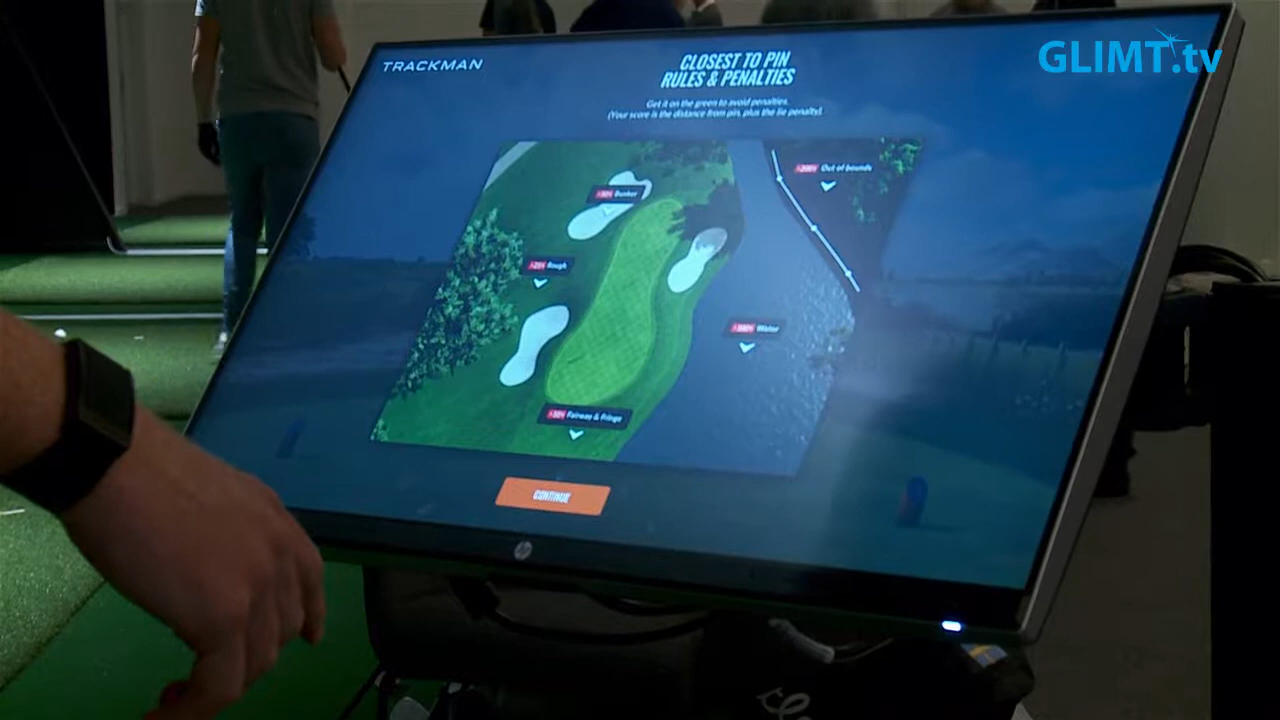 GLIMT.tv
TRACKMAN
CLOSEST TO PIN
RULES & PENALTIES
Get it on the green to avoid penalties.
(Your score is the distance from pin, plus the lie penalty).
Out of bounds
Bunker
Rough
Water
Fairway & Fringe
CONTINUE
hp